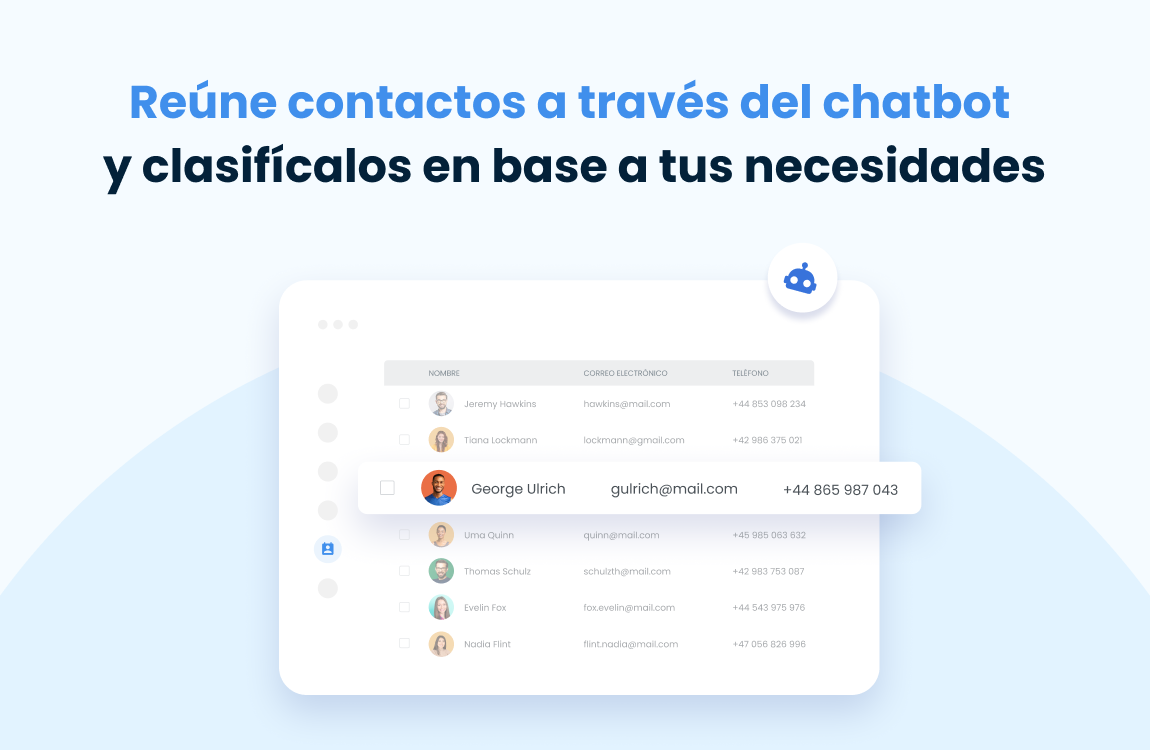 Reúne contactos a través del chatbot
y clasifícalos en base a tus necesidades
NOMBRE CORREO ELECTRÓNICO TELÉFONO
Jeremy Hawkins hawkins@mail.com +44 853 098 234
Tiana Lockmann lockmann@gmail.com +42 986 375 021
George Ulrich gulrich@mail.com +44 865 987 043
Uma Quinn quinn@mail.com +45 985 063 632
Thomas Schulz schulzth@mail.com +42 983 753 087
Evelin Fox fox.evelin@mail.com +44 543 975 976
Nadia Flint flint.nadia@mail.com +47 056 826 996